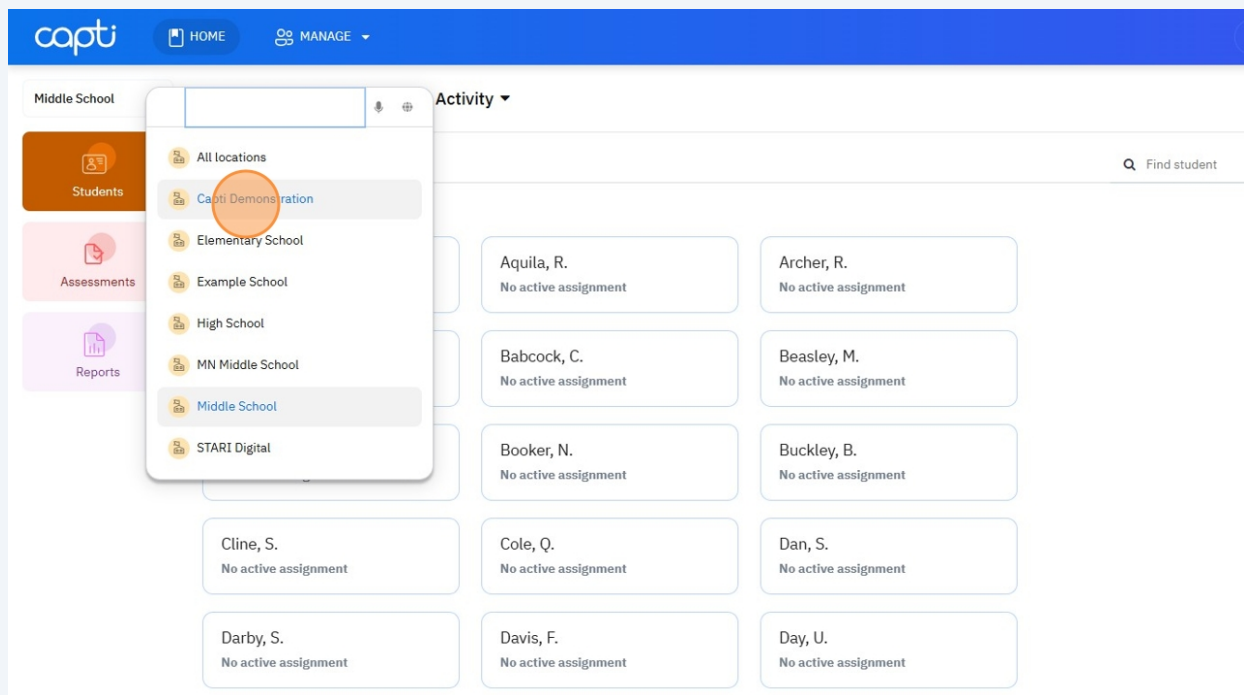 capti
HOME
MANAGE
Middle School
Activity
All locations
Capti Demonstration
Elementary School
Example School
High School
MN Middle School
Middle School
STARI Digital
Students
Assessments
Reports
Find student
Aquila, R.
No active assignment
Archer, R.
No active assignment
Babcock, C.
No active assignment
Beasley, M.
No active assignment
Booker, N.
No active assignment
Buckley, B.
No active assignment
Cline, S.
No active assignment
Cole, Q.
No active assignment
Dan, S.
No active assignment
Darby, S.
No active assignment
Davis, F.
No active assignment
Day, U.
No active assignment